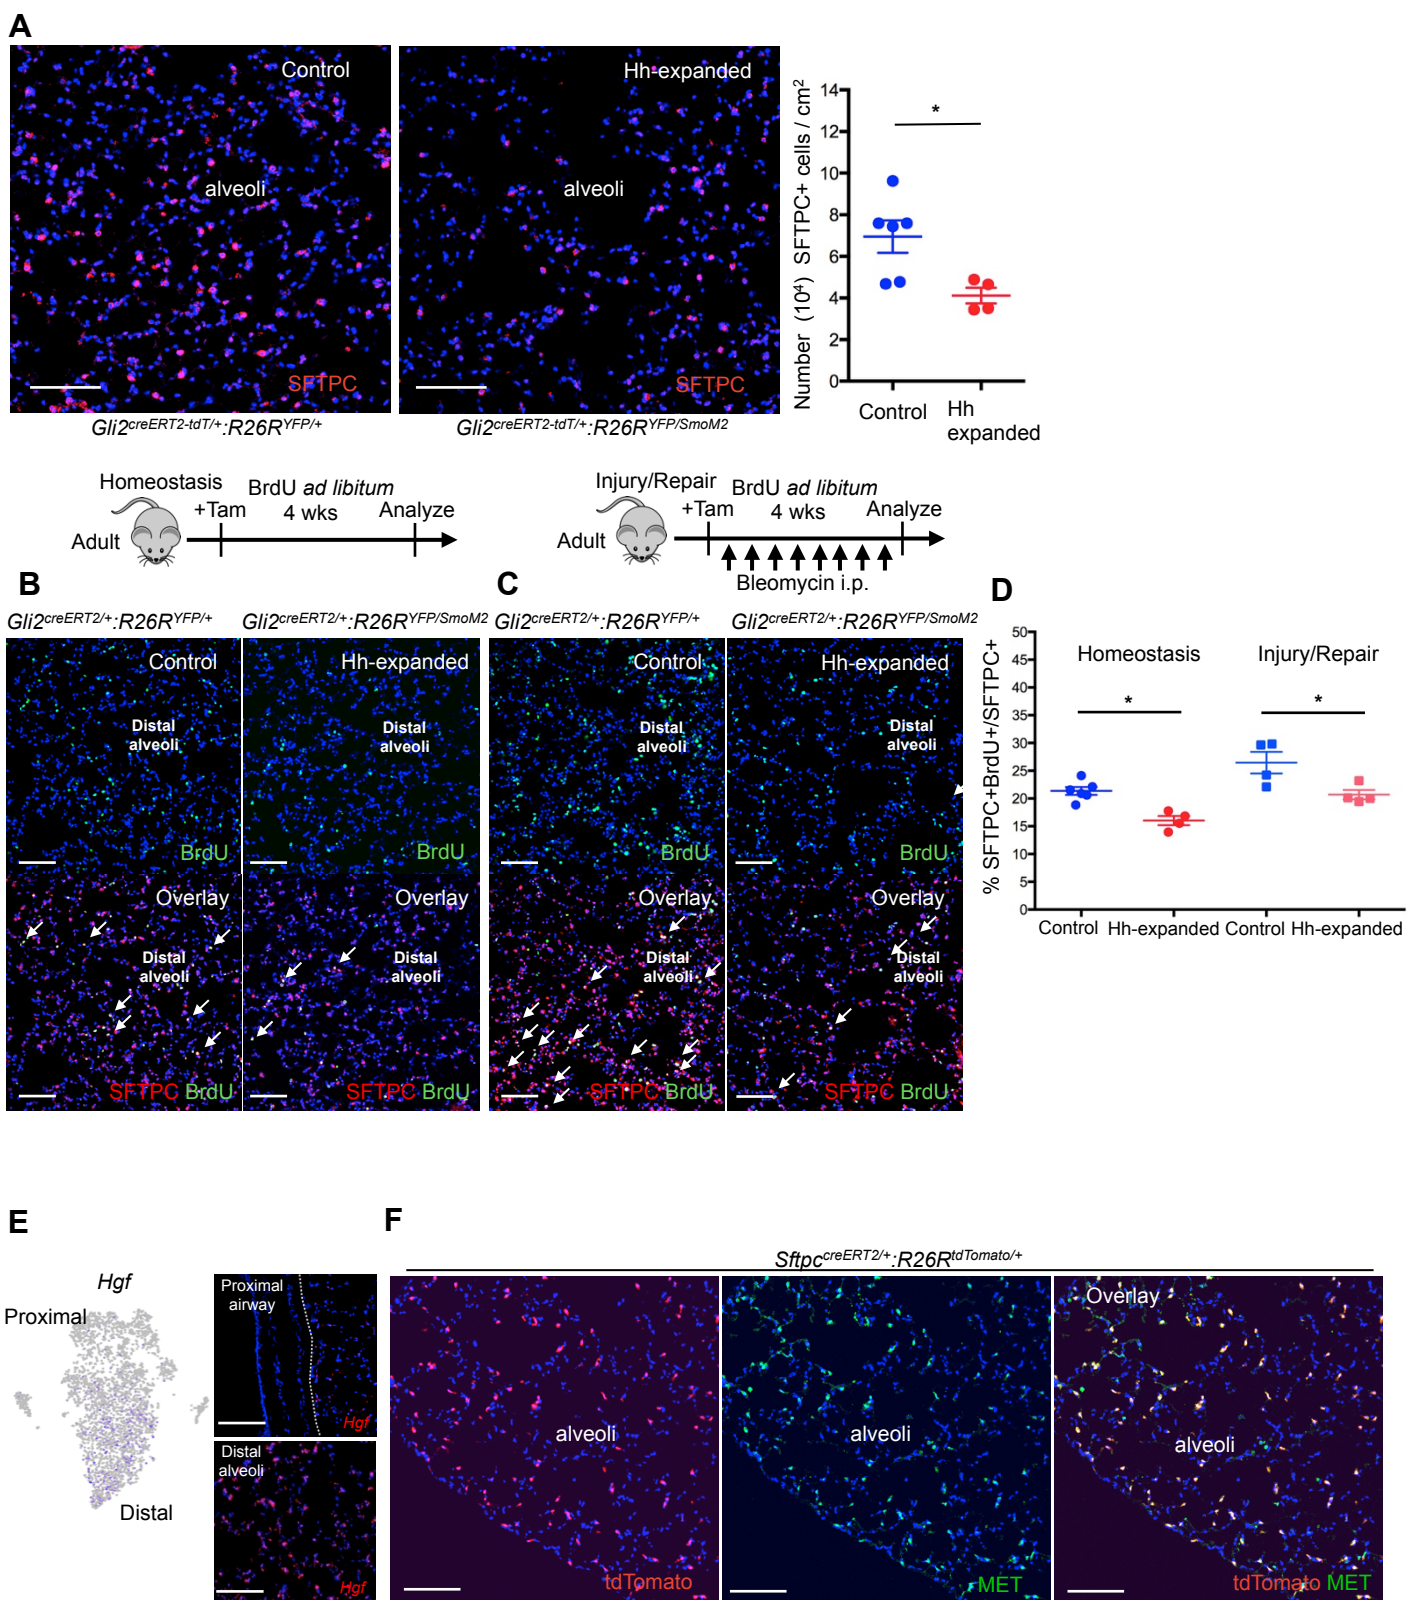 A
Control
alveoli
SFTPC
Gli2creERT2-tdT/+:R26RYFP/+
Hh-expanded
alveoli
SFTPC
Gli2creERT2-tdT/+:R26RYFP/SmoM2
Number (10⁴) SFTPC+ cells / cm²
14
12
10
8
6
4
2
0
*
Control
Hh
expanded
Homeostasis
Adult
+Tam
BrdU ad libitum
4 wks
Analyze
Injury/Repair
Adult
+Tam
BrdU ad libitum
4 wks
Analyze
Bleomycin i.p.
B
Gli2creERT2/+:R26RYFP/+
Gli2creERT2/+:R26RYFP/SmoM2
Control
Distal
alveoli
BrdU
Hh-expanded
Distal
alveoli
BrdU
Overlay
Distal
alveoli
SFTPC BrdU
Overlay
Distal
alveoli
SFTPC BrdU
C
Gli2creERT2/+:R26RYFP/+
Gli2creERT2/+:R26RYFP/SmoM2
Control
Distal
alveoli
BrdU
Hh-expanded
Distal
alveoli
BrdU
Overlay
Distal
alveoli
SFTPC BrdU
Overlay
Distal
alveoli
SFTPC BrdU
D
% SFTPC+BrdU+/SFTPC+
50
45
40
35
30
25
20
15
10
5
0
Homeostasis
Injury/Repair
*
*
Control Hh-expanded Control Hh-expanded
E
Hgf
Proximal
Distal
Proximal
airway
Hgf
Distal
alveoli
Hgf
F
SftpccreERT2/+:R26RtdTomato/+
alveoli
tdTomato
alveoli
MET
Overlay
alveoli
tdTomato MET